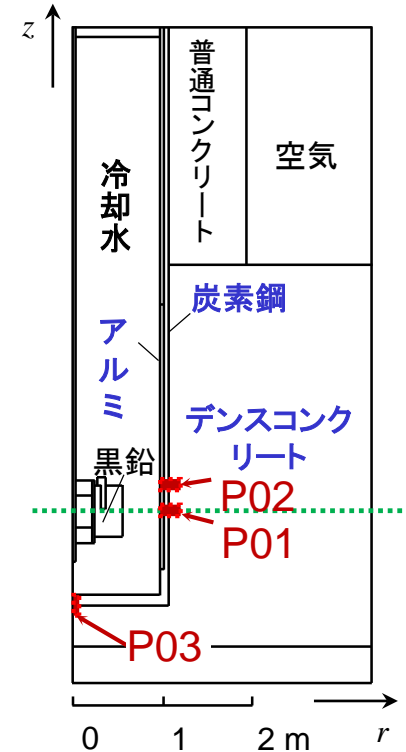 z
普通コンクリート
空気
冷却水
炭素鋼
アルミ
デンスコンク
リート
黒鉛
P02
P01
P03
0 1 2 m r